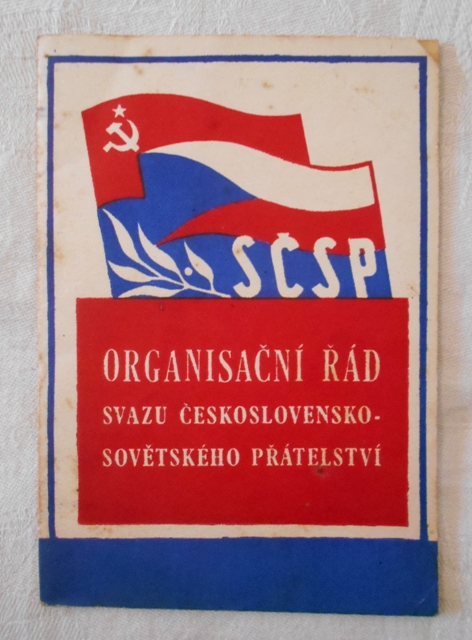 SČSP
ORGANISAČNÍ ŘÁD
SVAZU ČESKOSLOVENSKO-
SOVĚTSKÉHO PŘÁTELSTVÍ